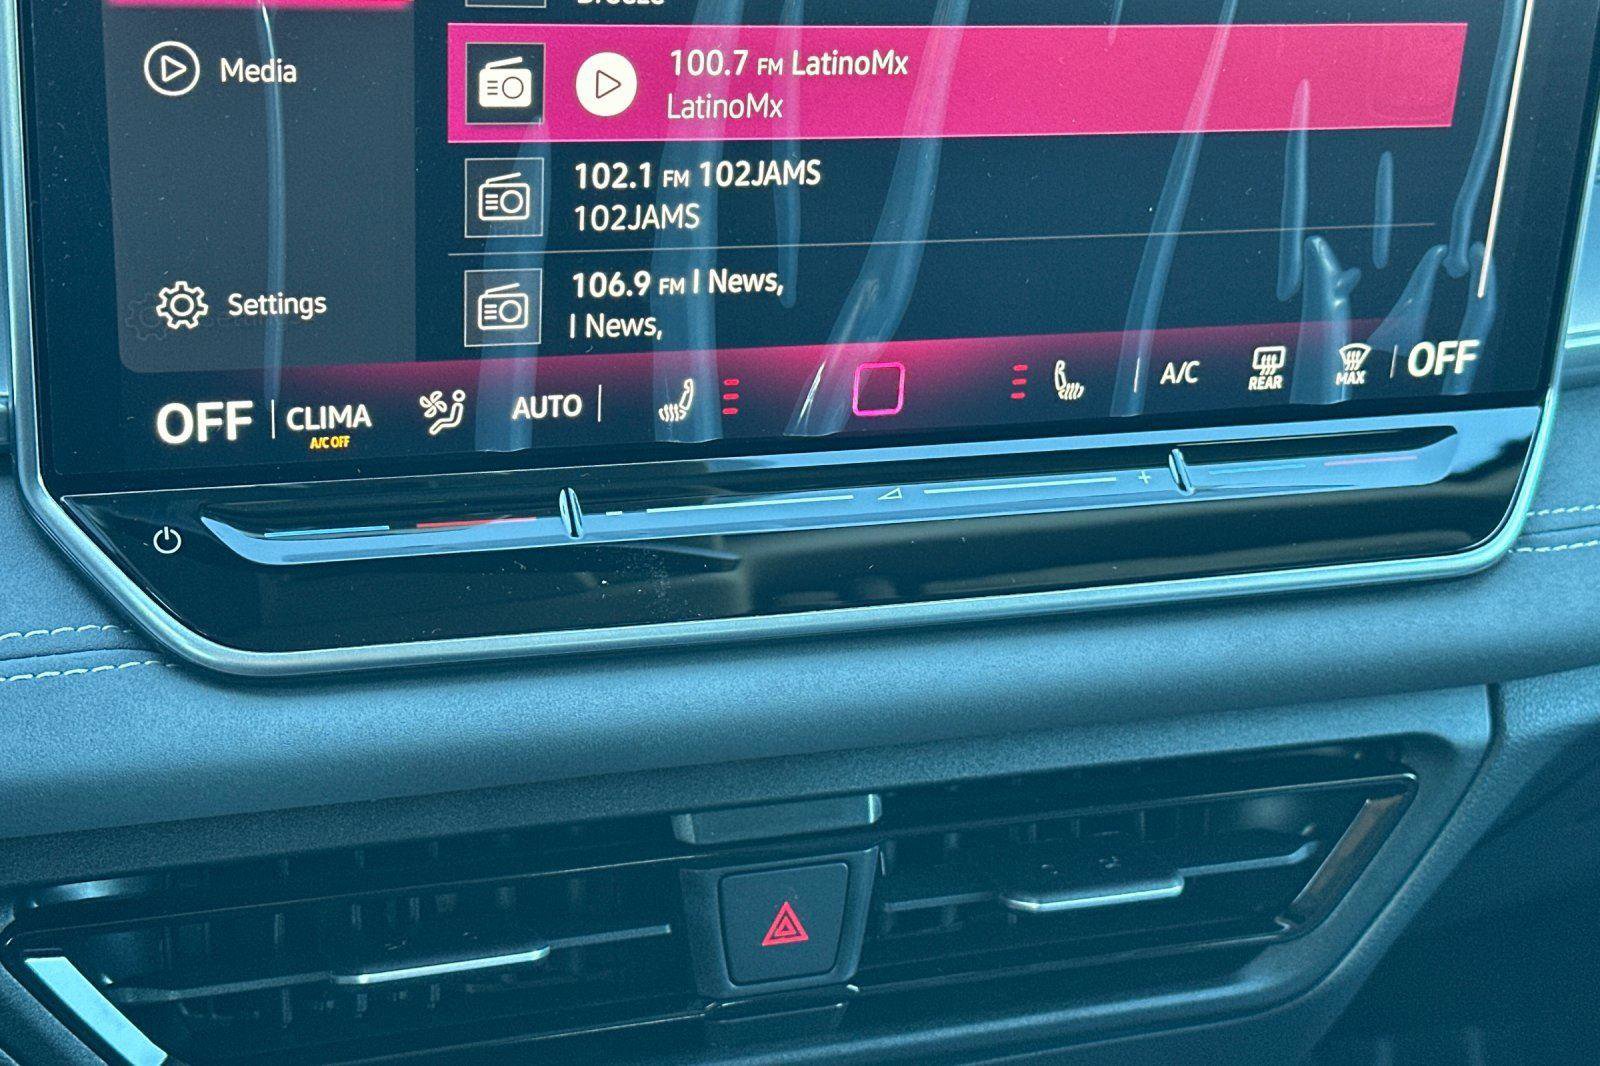 Breeze
Media
100.7 FM LatinoMx
LatinoMx
102.1 FM 102JAMS
102JAMS
106.9 FM I News,
I News,
Settings
OFF CLIMA AUTO A/C REAR MAX OFF
A/C OFF
- +